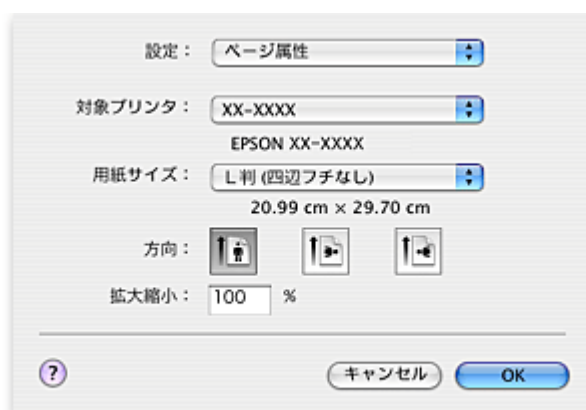 設定： ページ属性
対象プリンタ： XX-XXXX
EPSON XX-XXXX
用紙サイズ： L判 (四辺フチなし)
20.99 cm × 29.70 cm
方向：
拡大縮小： 100 %
? キャンセル OK